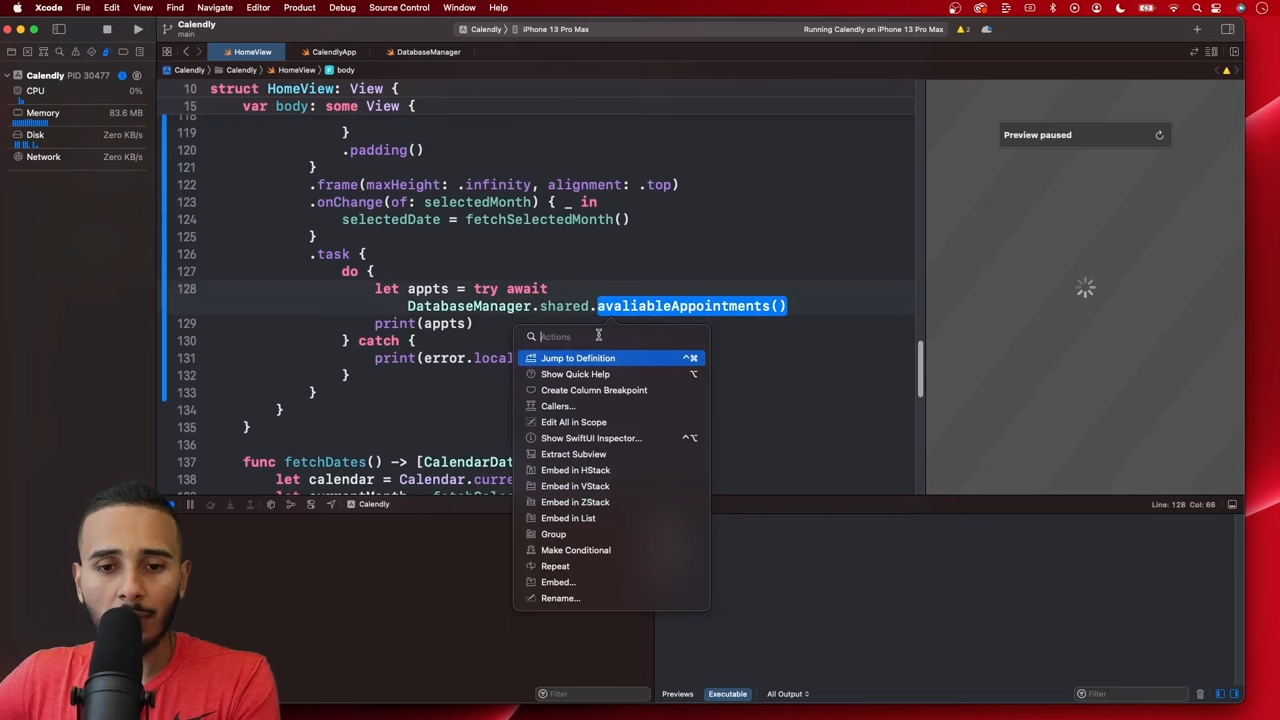 Xcode File Edit View Find Navigate Editor Product Debug Source Control Window Help
Calendly
main
Calendly iPhone 13 Pro Max
Running Calendly on iPhone 13 Pro Max
2
HomeView
CalendlyApp
DatabaseManager
Calendly Calendly HomeView body
Calendly PID 30477
CPU 0%
Memory 83.6 MB
Disk Zero KB/s
Network Zero KB/s
10 struct HomeView: View {
15 var body: some View {
119 }
120 .padding()
121 }
122 .frame(maxHeight: .infinity, alignment: .top)
123 .onChange(of: selectedMonth) { _ in
124 selectedDate = fetchSelectedMonth()
125 }
126 .task {
127 do {
128 let appts = try await
DatabaseManager.shared.avaliableAppointments()
129 print(appts)
130 } catch {
131 print(error.local
132 }
133 }
134 }
135 }
136
137 func fetchDates() -> [CalendarDat
138 let calendar = Calendar.curre
Actions
Jump to Definition ^⌘
Show Quick Help ⌥
Create Column Breakpoint
Callers...
Edit All in Scope
Show SwiftUI Inspector... ^⌥
Extract Subview
Embed in HStack
Embed in VStack
Embed in ZStack
Embed in List
Group
Make Conditional
Repeat
Embed...
Rename...
Preview paused
Calendly
Line: 128 Col: 66
Filter
Previews Executable All Output
Filter